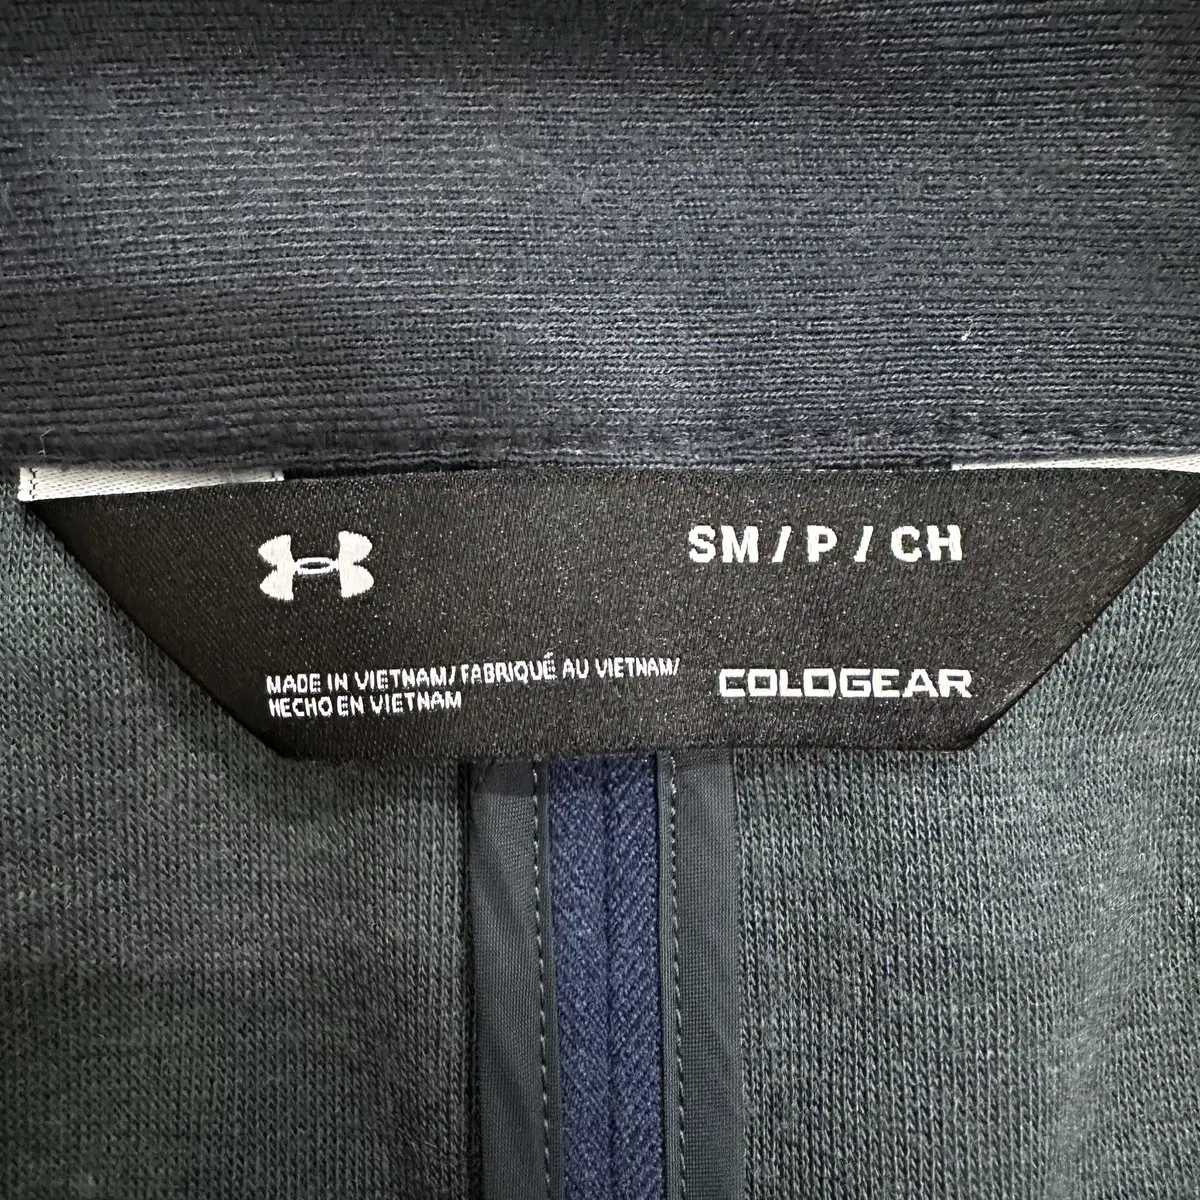 SM / P / CH
MADE IN VIETNAM / FABRIQUÉ AU VIETNAM /
HECHO EN VIETNAM
COLDGEAR